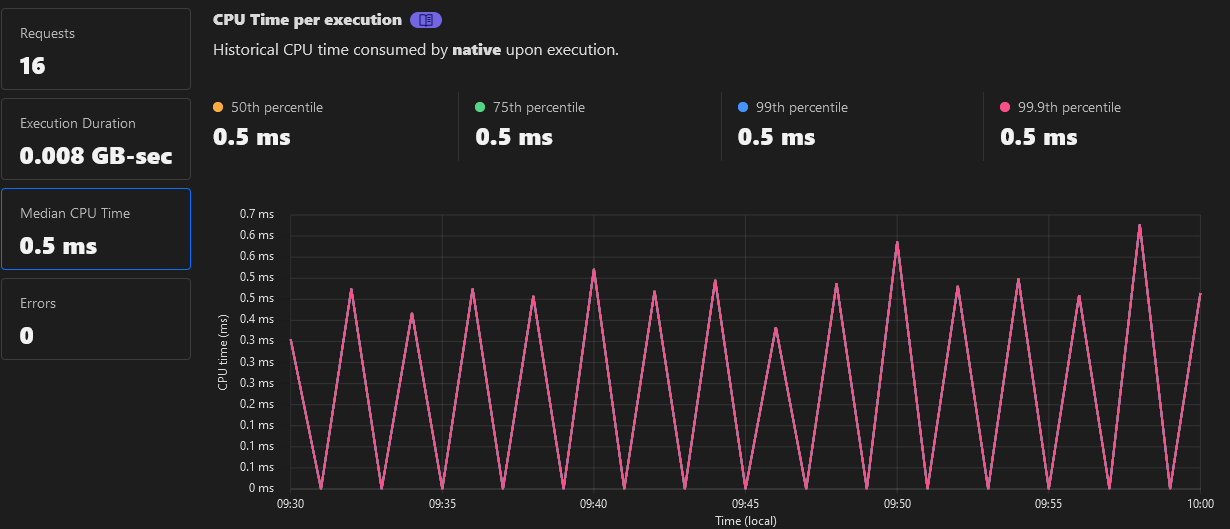 Requests
16
Execution Duration
0.008 GB-sec
Median CPU Time
0.5 ms
Errors
0
CPU Time per execution
Historical CPU time consumed by native upon execution.
50th percentile
0.5 ms
75th percentile
0.5 ms
99th percentile
0.5 ms
99.9th percentile
0.5 ms
CPU time (ms)
0.7 ms
0.6 ms
0.6 ms
0.5 ms
0.5 ms
0.4 ms
0.3 ms
0.3 ms
0.3 ms
0.2 ms
0.1 ms
0.1 ms
0.1 ms
0 ms
09:30 09:35 09:40 09:45 09:50 09:55 10:00
Time (local)